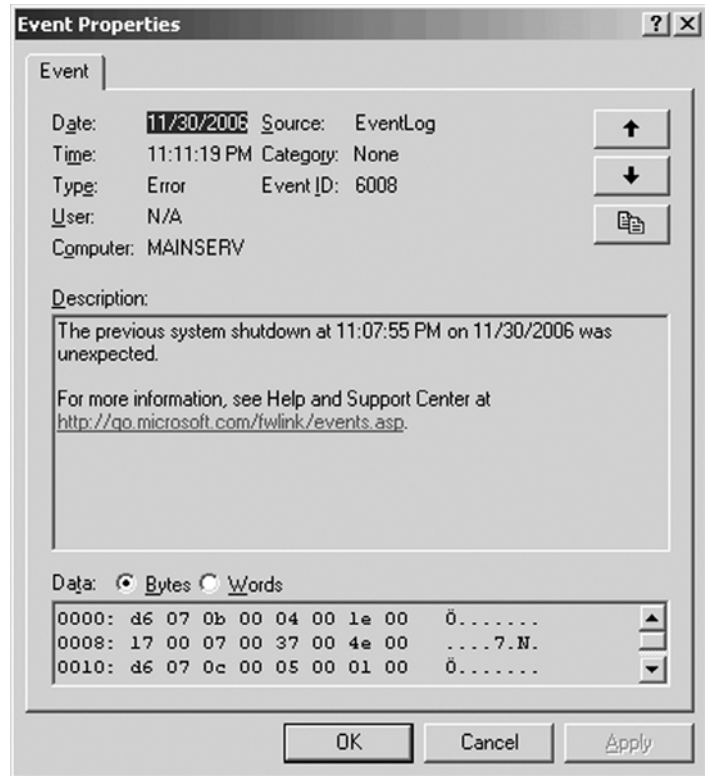 Event Properties
Event
Date: 11/30/2006 Source: EventLog
Time: 11:11:19 PM Category: None
Type: Error Event ID: 6008
User: N/A
Computer: MAINSERV
Description:
The previous system shutdown at 11:07:55 PM on 11/30/2006 was
unexpected.
For more information, see Help and Support Center at
http://go.microsoft.com/fwlink/events.asp.
Data: Bytes Words
0000: d6 07 0b 00 04 00 1e 00 Ö.......
0008: 17 00 07 00 37 00 4e 00 ....7.N.
0010: d6 07 0c 00 05 00 01 00 Ö.......
OK Cancel Apply